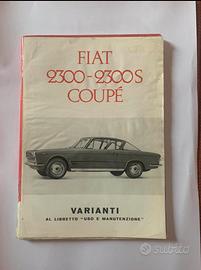 FIAT
2300-2300S
COUPÉ
VARIANTI
AL LIBRETTO "USO E MANUTENZIONE"
subito